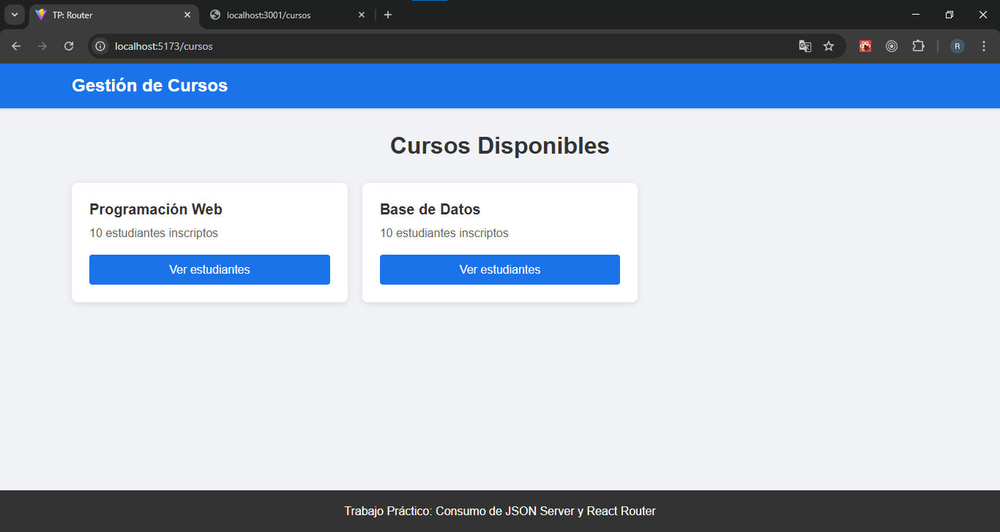 TP: Router
localhost:3001/cursos
localhost:5173/cursos
R
Gestión de Cursos
Cursos Disponibles
Programación Web
10 estudiantes inscriptos
Ver estudiantes
Base de Datos
10 estudiantes inscriptos
Ver estudiantes
Trabajo Práctico: Consumo de JSON Server y React Router